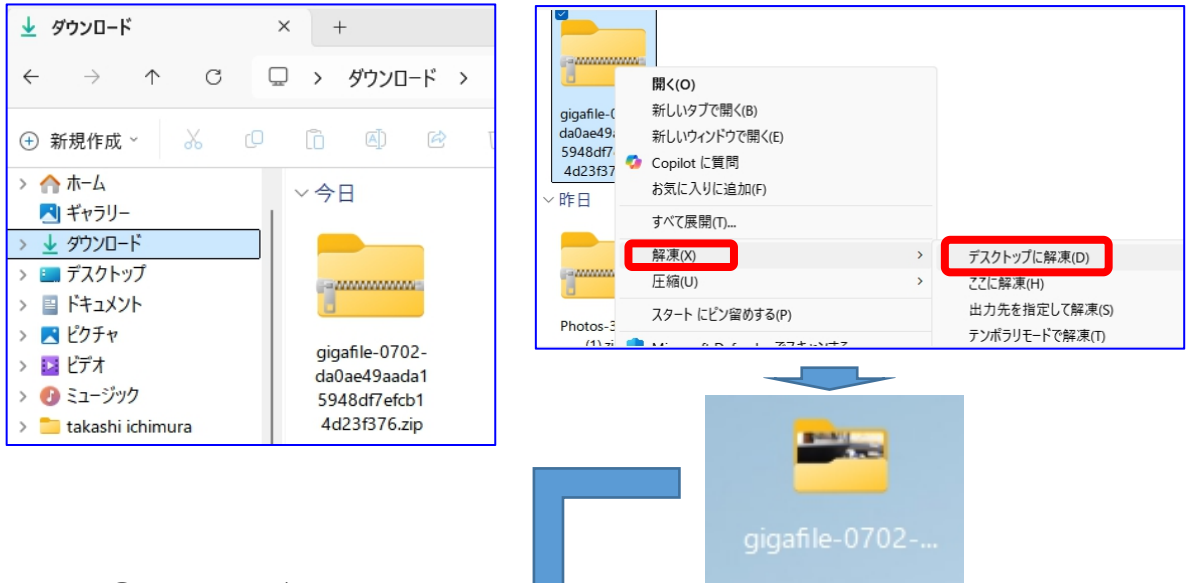 ダウンロード
ダウンロード
新規作成
ホーム
ギャラリー
ダウンロード
デスクトップ
ドキュメント
ピクチャ
ビデオ
ミュージック
takashi ichimura
今日
gigafile-0702-
da0ae49aada1
5948df7efcb1
4d23f376.zip
gigafile-0
da0ae49a
5948df7
4d23f37
昨日
Photos-3
開く(O)
新しいタブで開く(B)
新しいウィンドウで開く(E)
Copilot に質問
お気に入りに追加(F)
すべて展開(T)...
解凍(X)
圧縮(U)
スタート にピン留めする(P)
デスクトップに解凍(D)
ここに解凍(H)
出力先を指定して解凍(S)
テンポラリモードで解凍(T)
gigafile-0702-...